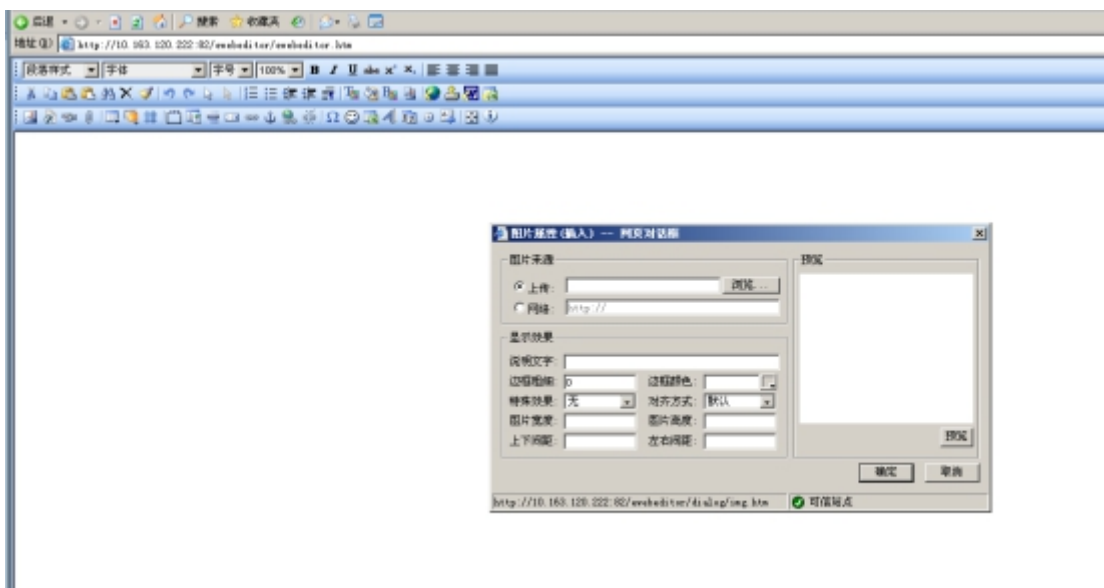 后退 搜索 收藏夹
地址(D) http://10.163.120.222:82/ewebeditor/ewebeditor.htm
段落样式 字体 字号 100% B I U abc x² x₂
图片属性(插入) -- 网页对话框
图片来源
上传: 浏览...
网络: http://
显示效果
说明文字:
边框粗细: 0 边框颜色:
特殊效果: 无 对齐方式: 默认
图片宽度: 图片高度:
上下间距: 左右间距:
预览
预览
确定 取消
http://10.163.120.222:82/ewebeditor/dialog/img.htm 可信站点